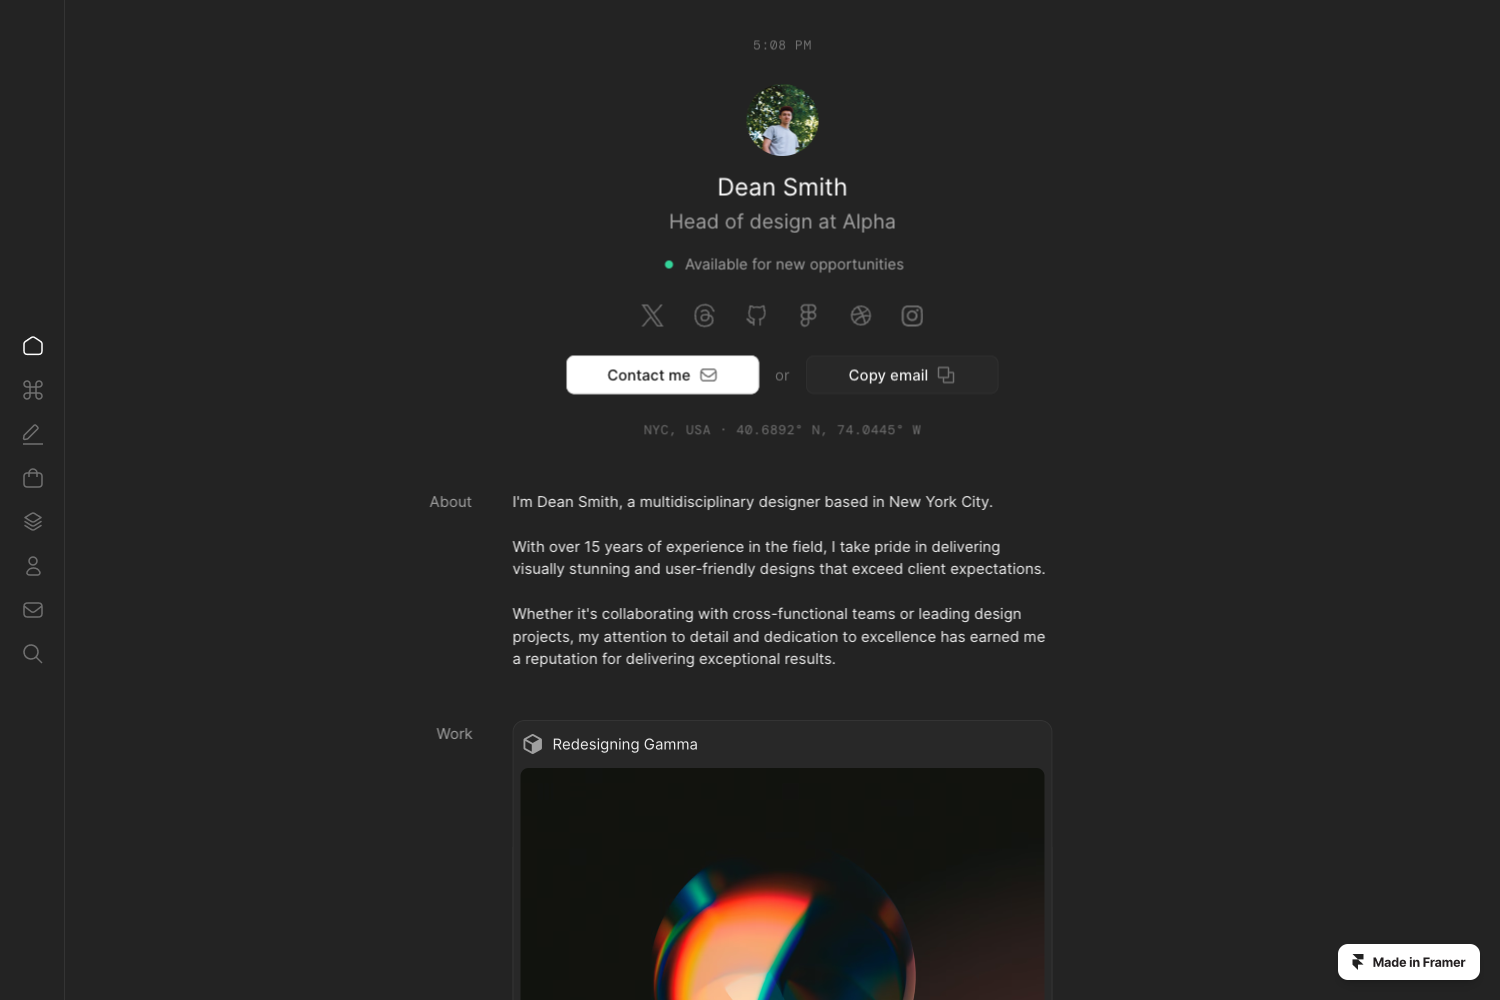 5:08 PM
Dean Smith
Head of design at Alpha
Available for new opportunities
Contact me
or
Copy email
NYC, USA · 40.6892° N, 74.0445° W
About
I'm Dean Smith, a multidisciplinary designer based in New York City.
With over 15 years of experience in the field, I take pride in delivering
visually stunning and user-friendly designs that exceed client expectations.
Whether it's collaborating with cross-functional teams or leading design
projects, my attention to detail and dedication to excellence has earned me
a reputation for delivering exceptional results.
Work
Redesigning Gamma
Made in Framer